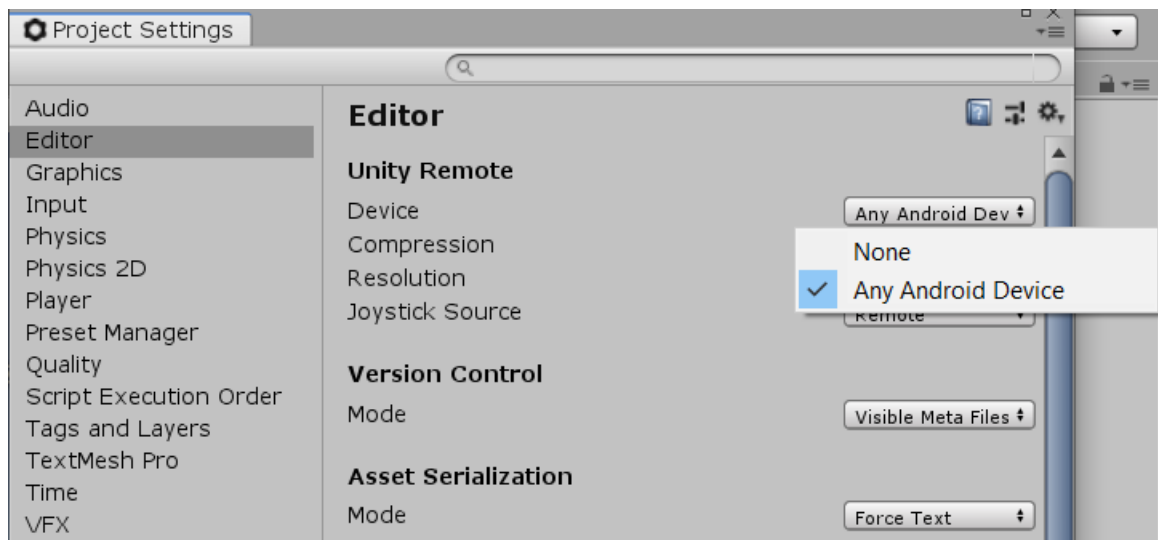 Project Settings
Audio
Editor
Graphics
Input
Physics
Physics 2D
Player
Preset Manager
Quality
Script Execution Order
Tags and Layers
TextMesh Pro
Time
VFX
Editor
Unity Remote
Device Any Android Dev
Compression
Resolution
Joystick Source Remote
None
Any Android Device
Version Control
Mode Visible Meta Files
Asset Serialization
Mode Force Text